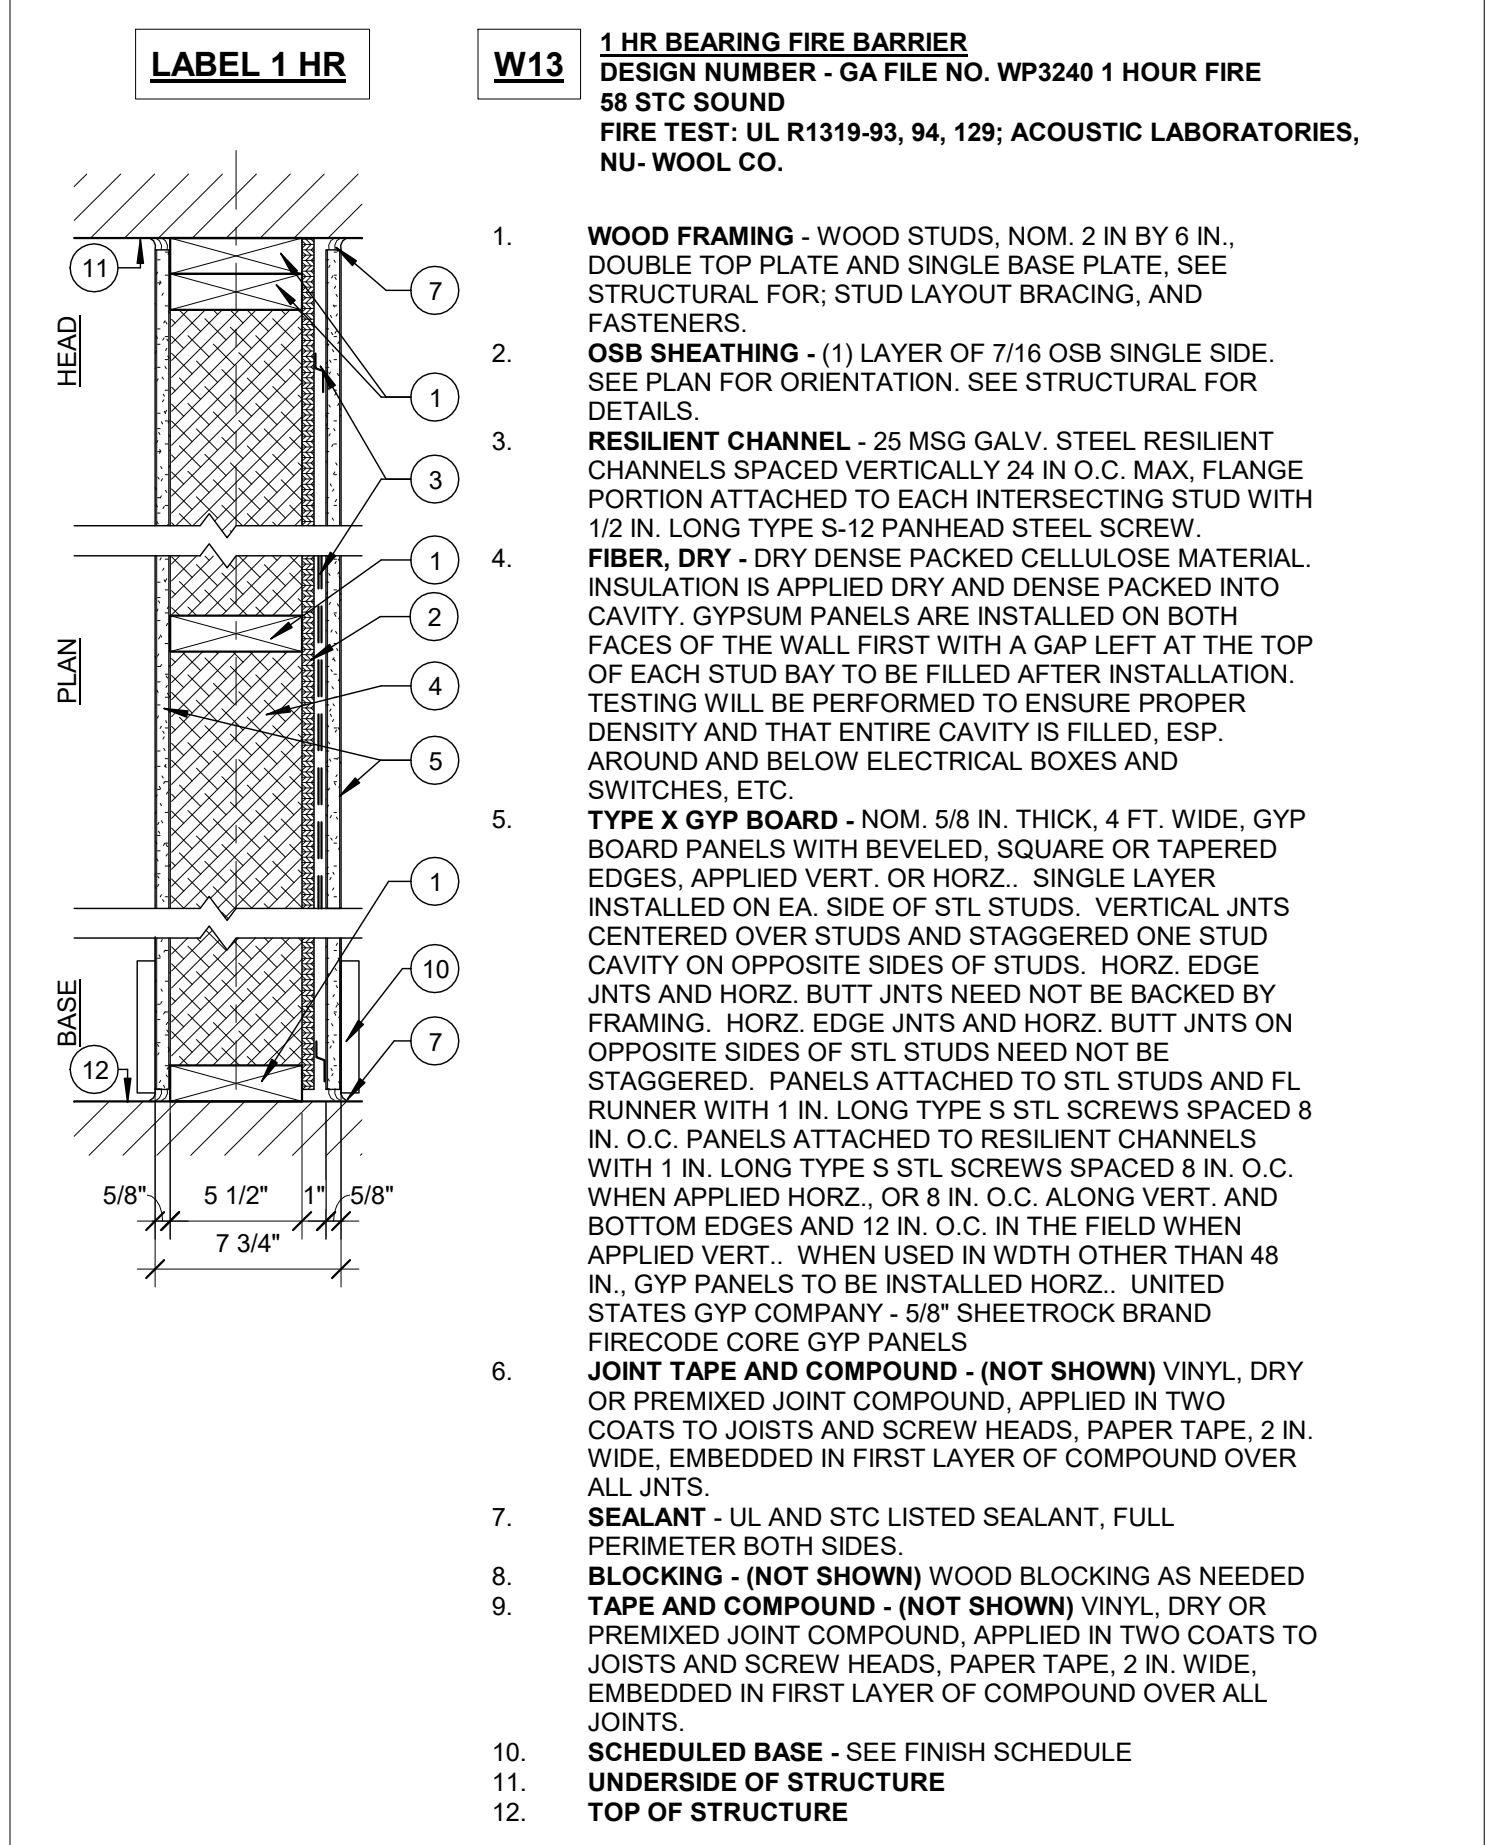 LABEL 1 HR
W13
1 HR BEARING FIRE BARRIER
DESIGN NUMBER - GA FILE NO. WP3240 1 HOUR FIRE
58 STC SOUND
FIRE TEST: UL R1319-93, 94, 129; ACOUSTIC LABORATORIES,
NU- WOOL CO.
11
7
HEAD
1
3
1
2
PLAN
4
5
1
10
BASE
7
12
5/8" 5 1/2" 1" 5/8"
7 3/4"
1. WOOD FRAMING - WOOD STUDS, NOM. 2 IN BY 6 IN.,
DOUBLE TOP PLATE AND SINGLE BASE PLATE, SEE
STRUCTURAL FOR; STUD LAYOUT BRACING, AND
FASTENERS.
2. OSB SHEATHING - (1) LAYER OF 7/16 OSB SINGLE SIDE.
SEE PLAN FOR ORIENTATION. SEE STRUCTURAL FOR
DETAILS.
3. RESILIENT CHANNEL - 25 MSG GALV. STEEL RESILIENT
CHANNELS SPACED VERTICALLY 24 IN O.C. MAX, FLANGE
PORTION ATTACHED TO EACH INTERSECTING STUD WITH
1/2 IN. LONG TYPE S-12 PANHEAD STEEL SCREW.
4. FIBER, DRY - DRY DENSE PACKED CELLULOSE MATERIAL.
INSULATION IS APPLIED DRY AND DENSE PACKED INTO
CAVITY. GYPSUM PANELS ARE INSTALLED ON BOTH
FACES OF THE WALL FIRST WITH A GAP LEFT AT THE TOP
OF EACH STUD BAY TO BE FILLED AFTER INSTALLATION.
TESTING WILL BE PERFORMED TO ENSURE PROPER
DENSITY AND THAT ENTIRE CAVITY IS FILLED, ESP.
AROUND AND BELOW ELECTRICAL BOXES AND
SWITCHES, ETC.
5. TYPE X GYP BOARD - NOM. 5/8 IN. THICK, 4 FT. WIDE, GYP
BOARD PANELS WITH BEVELED, SQUARE OR TAPERED
EDGES, APPLIED VERT. OR HORZ.. SINGLE LAYER
INSTALLED ON EA. SIDE OF STL STUDS. VERTICAL JNTS
CENTERED OVER STUDS AND STAGGERED ONE STUD
CAVITY ON OPPOSITE SIDES OF STUDS. HORZ. EDGE
JNTS AND HORZ. BUTT JNTS NEED NOT BE BACKED BY
FRAMING. HORZ. EDGE JNTS AND HORZ. BUTT JNTS ON
OPPOSITE SIDES OF STL STUDS NEED NOT BE
STAGGERED. PANELS ATTACHED TO STL STUDS AND FL
RUNNER WITH 1 IN. LONG TYPE S STL SCREWS SPACED 8
IN. O.C. PANELS ATTACHED TO RESILIENT CHANNELS
WITH 1 IN. LONG TYPE S STL SCREWS SPACED 8 IN. O.C.
WHEN APPLIED HORZ., OR 8 IN. O.C. ALONG VERT. AND
BOTTOM EDGES AND 12 IN. O.C. IN THE FIELD WHEN
APPLIED VERT.. WHEN USED IN WDTH OTHER THAN 48
IN., GYP PANELS TO BE INSTALLED HORZ.. UNITED
STATES GYP COMPANY - 5/8" SHEETROCK BRAND
FIRECODE CORE GYP PANELS
6. JOINT TAPE AND COMPOUND - (NOT SHOWN) VINYL, DRY
OR PREMIXED JOINT COMPOUND, APPLIED IN TWO
COATS TO JOISTS AND SCREW HEADS, PAPER TAPE, 2 IN.
WIDE, EMBEDDED IN FIRST LAYER OF COMPOUND OVER
ALL JNTS.
7. SEALANT - UL AND STC LISTED SEALANT, FULL
PERIMETER BOTH SIDES.
8. BLOCKING - (NOT SHOWN) WOOD BLOCKING AS NEEDED
9. TAPE AND COMPOUND - (NOT SHOWN) VINYL, DRY OR
PREMIXED JOINT COMPOUND, APPLIED IN TWO COATS TO
JOISTS AND SCREW HEADS, PAPER TAPE, 2 IN. WIDE,
EMBEDDED IN FIRST LAYER OF COMPOUND OVER ALL
JOINTS.
10. SCHEDULED BASE - SEE FINISH SCHEDULE
11. UNDERSIDE OF STRUCTURE
12. TOP OF STRUCTURE